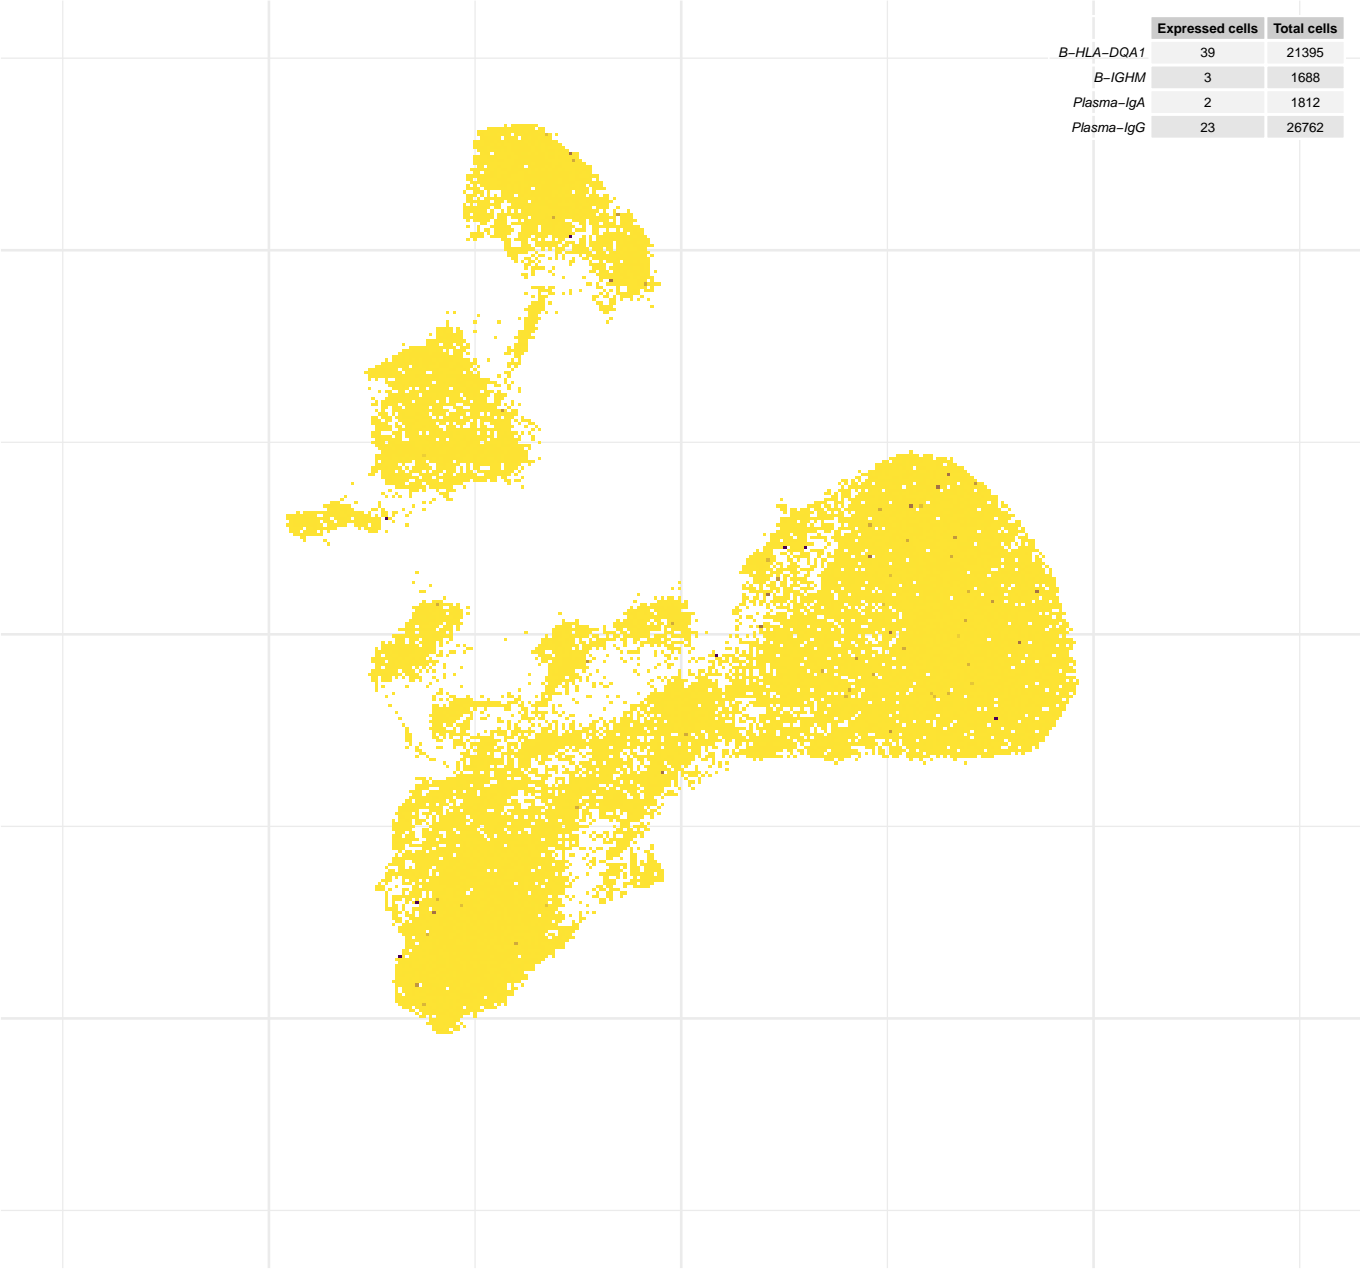 Expressed cells Total cells
B−HLA−DQA1 39 21395
B−IGHM 3 1688
Plasma−IgA 2 1812
Plasma−IgG 23 26762